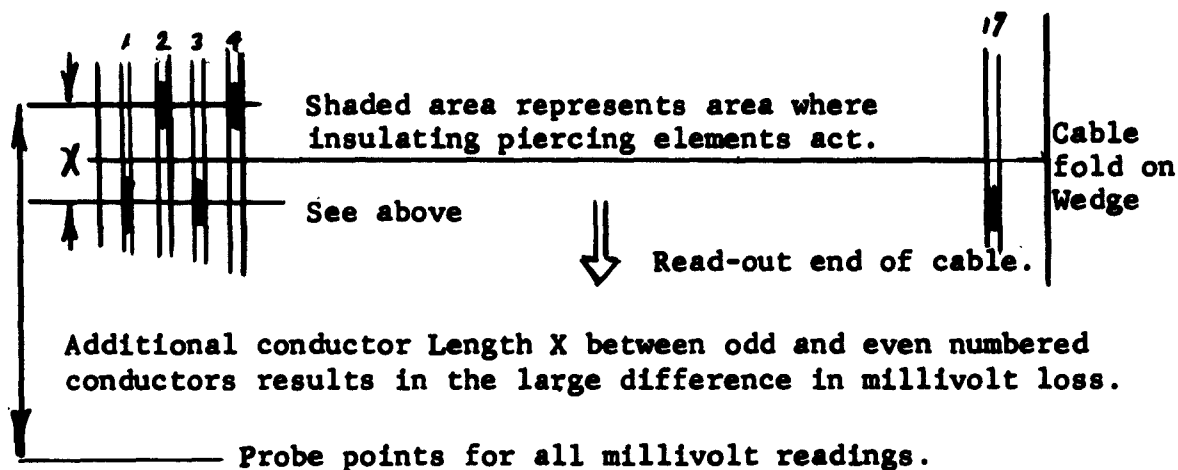 1 2 3 4 17
Shaded area represents area where
insulating piercing elements act.
X
Cable
fold on
Wedge
See above
Read-out end of cable.
Additional conductor Length X between odd and even numbered
conductors results in the large difference in millivolt loss.
Probe points for all millivolt readings.